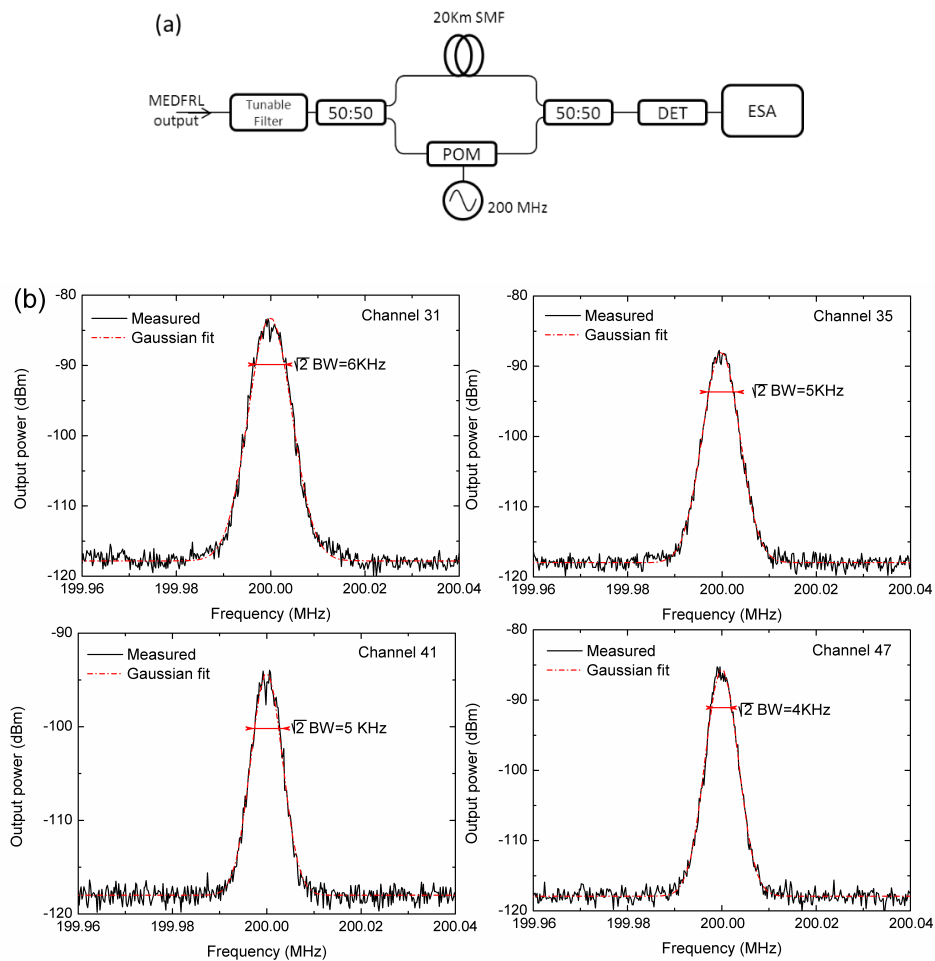 (a)
20Km SMF
MEDFRL
output
Tunable
Filter
50:50
50:50
DET
ESA
POM
200 MHz
(b)
-80
-90
-100
-110
-120
Output power (dBm)
Measured
Gaussian fit
Channel 31
√2 BW=6KHz
199.96 199.98 200.00 200.02 200.04
Frequency (MHz)
-80
-90
-100
-110
-120
Output power (dBm)
Measured
Gaussian fit
Channel 35
√2 BW=5KHz
199.96 199.98 200.00 200.02 200.04
Frequency (MHz)
-90
-100
-110
-120
Output power (dBm)
Measured
Gaussian fit
Channel 41
√2 BW=5 KHz
199.96 199.98 200.00 200.02 200.04
Frequency (MHz)
-80
-90
-100
-110
-120
Output power (dBm)
Measured
Gaussian fit
Channel 47
√2 BW=4KHz
199.96 199.98 200.00 200.02 200.04
Frequency (MHz)